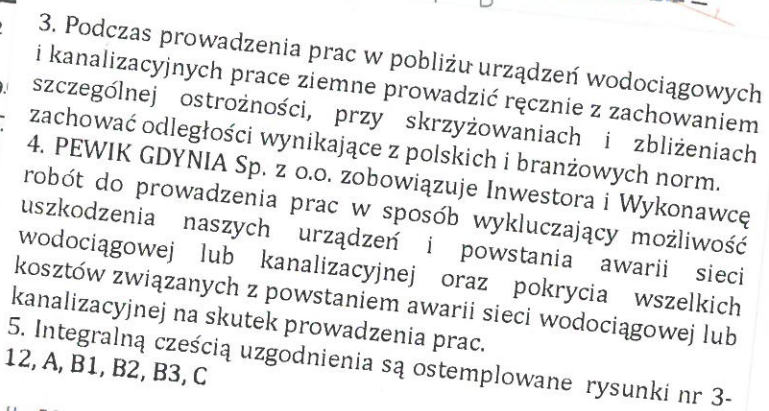 3. Podczas prowadzenia prac w pobliżu urządzeń wodociągowych
i kanalizacyjnych prace ziemne prowadzić ręcznie z zachowaniem
szczególnej ostrożności, przy skrzyżowaniach i zbliżeniach
zachować odległości wynikające z polskich i branżowych norm.
4. PEWIK GDYNIA Sp. z o.o. zobowiązuje Inwestora i Wykonawcę
robót do prowadzenia prac w sposób wykluczający możliwość
uszkodzenia naszych urządzeń i powstania awarii sieci
wodociągowej lub kanalizacyjnej oraz pokrycia wszelkich
kosztów związanych z powstaniem awarii sieci wodociągowej lub
kanalizacyjnej na skutek prowadzenia prac.
5. Integralną cześcią uzgodnienia są ostemplowane rysunki nr 3-
12, A, B1, B2, B3, C